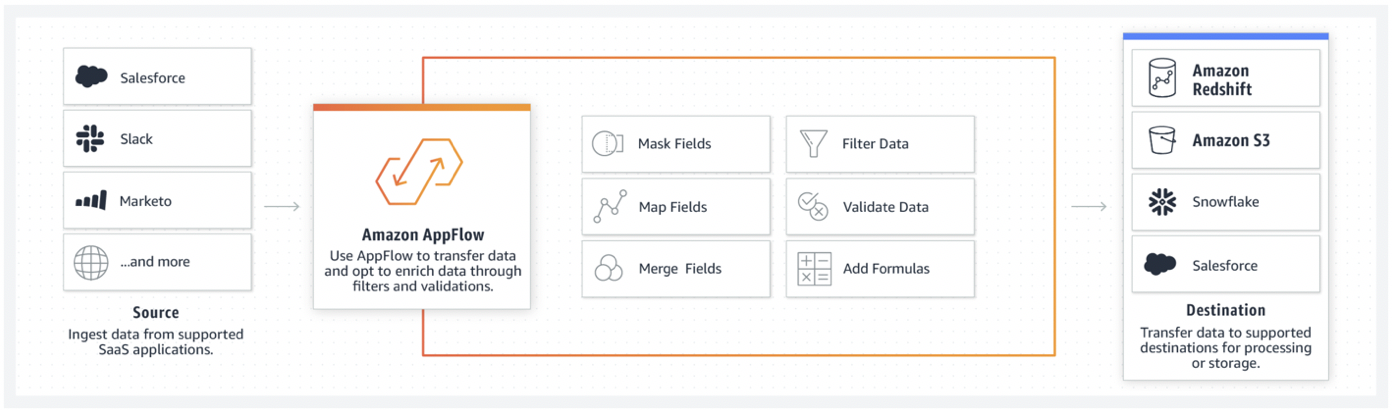 Salesforce
Slack
Marketo
...and more
Source
Ingest data from supported
SaaS applications.
Amazon AppFlow
Use AppFlow to transfer data
and opt to enrich data through
filters and validations.
Mask Fields
Filter Data
Map Fields
Validate Data
Merge Fields
Add Formulas
Amazon
Redshift
Amazon S3
Snowflake
Salesforce
Destination
Transfer data to supported
destinations for processing
or storage.